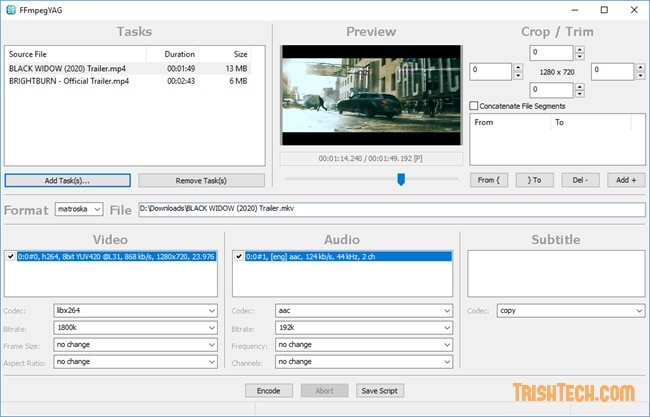 FFmpegYAG
Tasks
Source File Duration Size
BLACK WIDOW (2020) Trailer.mp4 00:01:49 13 MB
BRIGHTBURN - Official Trailer.mp4 00:02:43 6 MB
Add Task(s)... Remove Task(s)
Preview
00:01:14.240 / 00:01:49.192 [P]
Crop / Trim
0
0 1280 x 720 0
0
Concatenate File Segments
From To
From { } To Del - Add +
Format matroska File D:\Downloads\BLACK WIDOW (2020) Trailer.mkv
Video
0:0#0, h264, 8bit YUV420 @L31, 868 kb/s, 1280x720, 23.976
Codec: libx264
Bitrate: 1800k
Frame Size: no change
Aspect Ratio: no change
Audio
0:0#1, [eng] aac, 124 kb/s, 44 kHz, 2 ch
Codec: aac
Bitrate: 192k
Frequency: no change
Channels: no change
Subtitle
Codec: copy
Encode Abort Save Script
TRISHTECH.COM